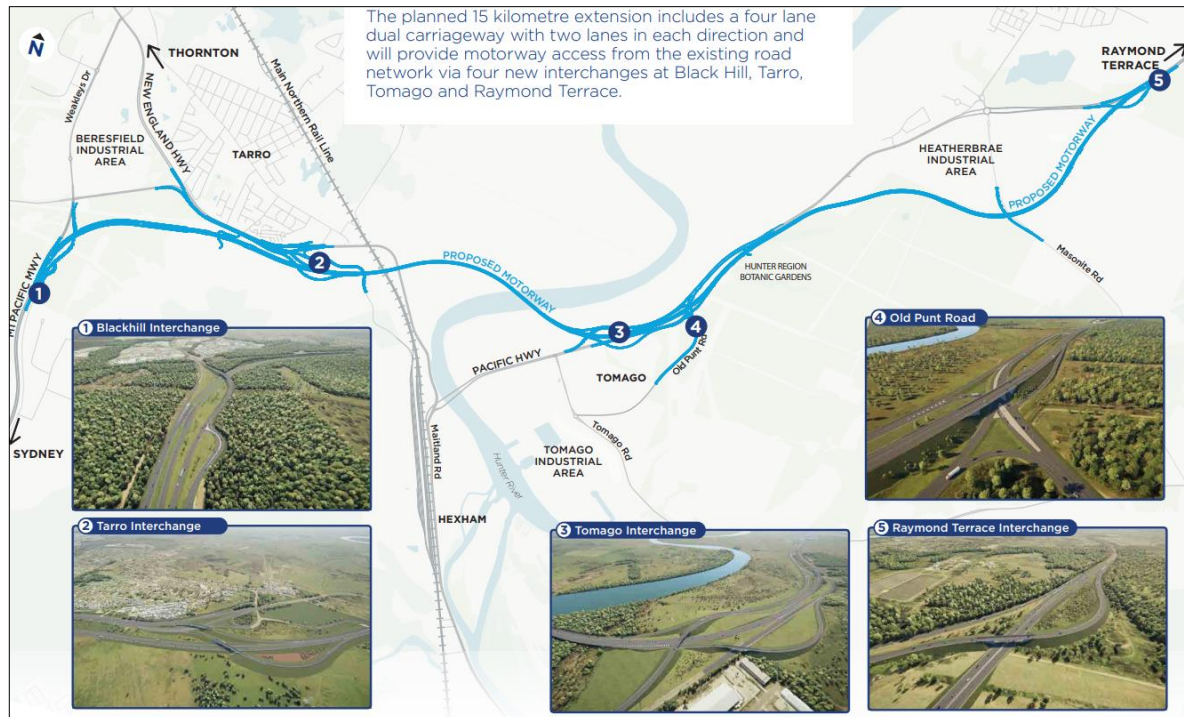 The planned 15 kilometre extension includes a four lane
dual carriageway with two lanes in each direction and
will provide motorway access from the existing road
network via four new interchanges at Black Hill, Tarro,
Tomago and Raymond Terrace.
N
THORNTON
RAYMOND
TERRACE
5
Weakleys Dr
NEW ENGLAND HWY
Main Northern Rail Line
BERESFIELD
INDUSTRIAL
AREA
TARRO
HEATHERBRAE
INDUSTRIAL
AREA
PROPOSED MOTORWAY
Masonite Rd
2
PROPOSED MOTORWAY
HUNTER REGION
BOTANIC GARDENS
1
M1 PACIFIC MWY
3
4
PACIFIC HWY
TOMAGO
Old Punt Rd
1 Blackhill Interchange
4 Old Punt Road
SYDNEY
Maitland Rd
Hunter River
TOMAGO
INDUSTRIAL
AREA
Tomago Rd
HEXHAM
2 Tarro Interchange
3 Tomago Interchange
5 Raymond Terrace Interchange